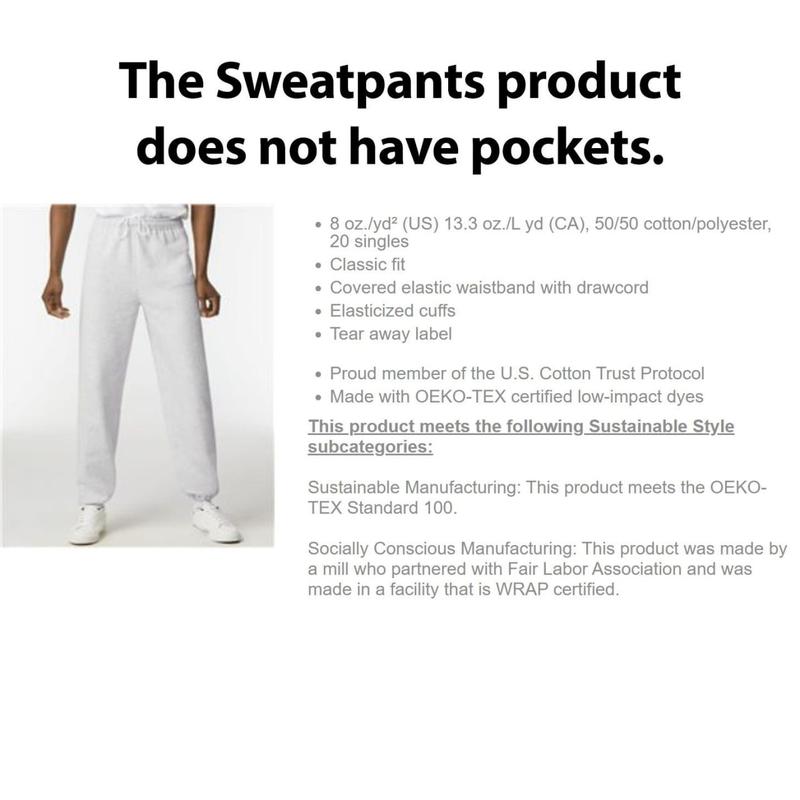 The Sweatpants product
does not have pockets.
• 8 oz./yd² (US) 13.3 oz./L yd (CA), 50/50 cotton/polyester,
20 singles
• Classic fit
• Covered elastic waistband with drawcord
• Elasticized cuffs
• Tear away label
• Proud member of the U.S. Cotton Trust Protocol
• Made with OEKO-TEX certified low-impact dyes
This product meets the following Sustainable Style
subcategories:
Sustainable Manufacturing: This product meets the OEKO-
TEX Standard 100.
Socially Conscious Manufacturing: This product was made by
a mill who partnered with Fair Labor Association and was
made in a facility that is WRAP certified.